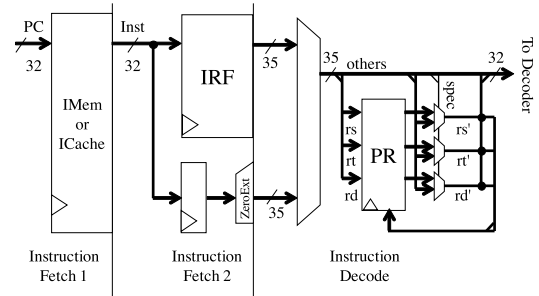 PC
Inst
32
32
IMem
or
ICache
IRF
35
35
ZeroExt
35
others
32
To Decoder
spec
rs
rt
rd
PR
rs'
rt'
rd'
Instruction
Fetch 1
Instruction
Fetch 2
Instruction
Decode